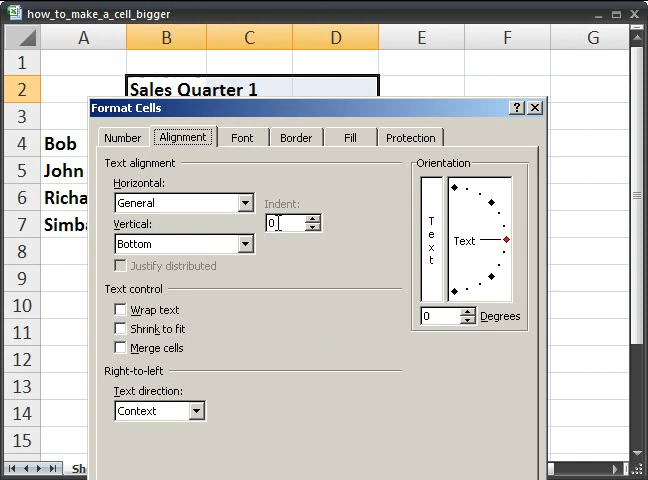 how_to_make_a_cell_bigger
A B C D E F G
1
2 Sales Quarter 1
Format Cells
3
Number Alignment Font Border Fill Protection
4 Bob
5 John
6 Richa
7 Simba
8
9
10
11
12
13
14
15
Text alignment
Horizontal:
General
Indent:
0
Vertical:
Bottom
Justify distributed
Text control
Wrap text
Shrink to fit
Merge cells
Right-to-left
Text direction:
Context
Orientation
T
e
x
t
Text
0 Degrees
Sh